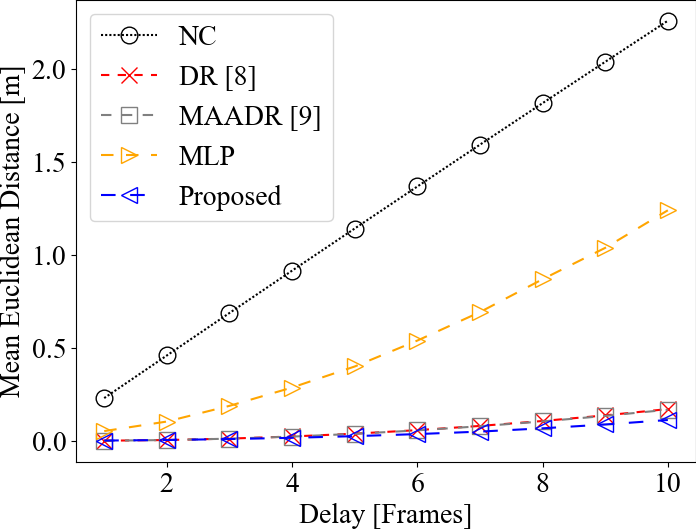 Mean Euclidean Distance [m]
2.0
1.5
1.0
0.5
0.0
NC
DR [8]
MAADR [9]
MLP
Proposed
2
4
6
8
10
Delay [Frames]